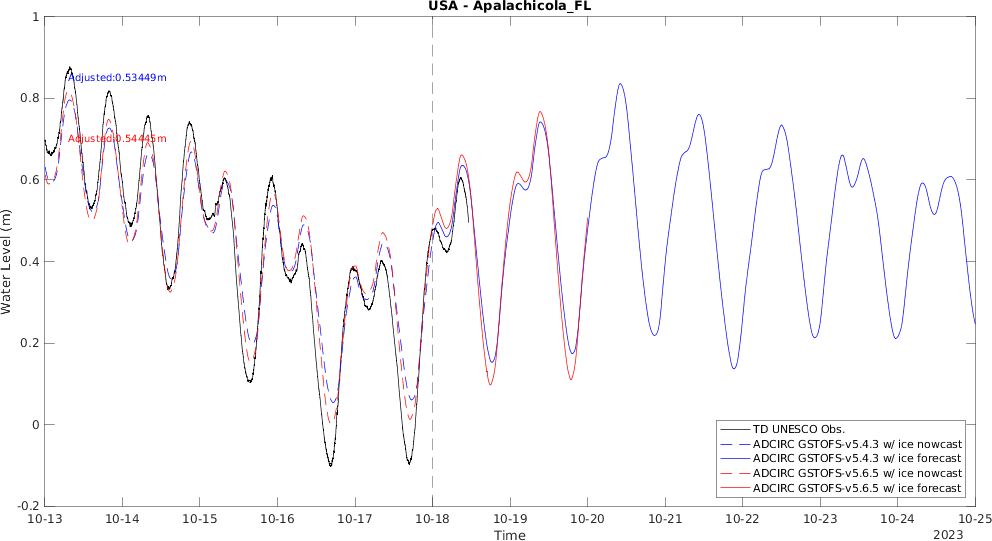 USA - Apalachicola_FL
1
0.8
0.6
0.4
0.2
0
-0.2
Water Level (m)
Adjusted:0.53449m
Adjusted:0.54445m
TD UNESCO Obs.
ADCIRC GSTOFS-v5.4.3 w/ ice nowcast
ADCIRC GSTOFS-v5.4.3 w/ ice forecast
ADCIRC GSTOFS-v5.6.5 w/ ice nowcast
ADCIRC GSTOFS-v5.6.5 w/ ice forecast
10-13 10-14 10-15 10-16 10-17 10-18 10-19 10-20 10-21 10-22 10-23 10-24 10-25
Time
2023